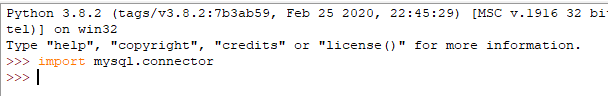 Python 3.8.2 (tags/v3.8.2:7b3ab59, Feb 25 2020, 22:45:29) [MSC v.1916 32 bi
tel)] on win32
Type "help", "copyright", "credits" or "license()" for more information.
>>> import mysql.connector
>>>